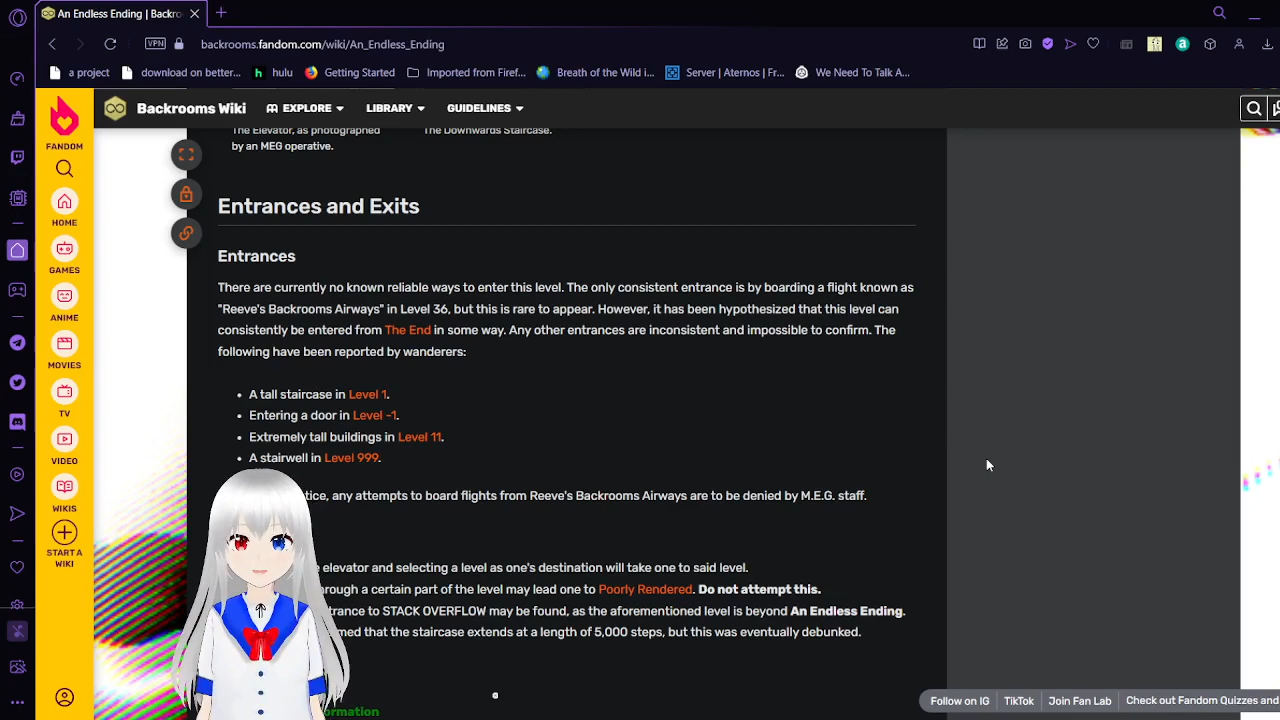 An Endless Ending | Backro
backrooms.fandom.com/wiki/An_Endless_Ending
VPN
a project
download on better...
hulu
Getting Started
Imported from Firef...
Breath of the Wild i...
Server | Aternos | Fr...
We Need To Talk A...
FANDOM
HOME
GAMES
ANIME
MOVIES
TV
VIDEO
WIKIS
START A
WIKI
Backrooms Wiki
EXPLORE
LIBRARY
GUIDELINES
The Elevator, as photographed
by an MEG operative.
The Downwards Staircase.
Entrances and Exits
Entrances
There are currently no known reliable ways to enter this level. The only consistent entrance is by boarding a flight known as
"Reeve's Backrooms Airways" in Level 36, but this is rare to appear. However, it has been hypothesized that this level can
consistently be entered from The End in some way. Any other entrances are inconsistent and impossible to confirm. The
following have been reported by wanderers:
• A tall staircase in Level 1.
• Entering a door in Level -1.
• Extremely tall buildings in Level 11.
• A stairwell in Level 999.
tice, any attempts to board flights from Reeve's Backrooms Airways are to be denied by M.E.G. staff.
elevator and selecting a level as one's destination will take one to said level.
hrough a certain part of the level may lead one to Poorly Rendered. Do not attempt this.
trance to STACK OVERFLOW may be found, as the aforementioned level is beyond An Endless Ending.
med that the staircase extends at a length of 5,000 steps, but this was eventually debunked.
ormation
Follow on IG
TikTok
Join Fan Lab
Check out Fandom Quizzes and